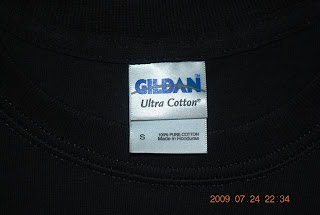 GILDAN
Ultra Cotton®
S
100% PURE COTTON
Made in Honduras
2009 07 24 22 34